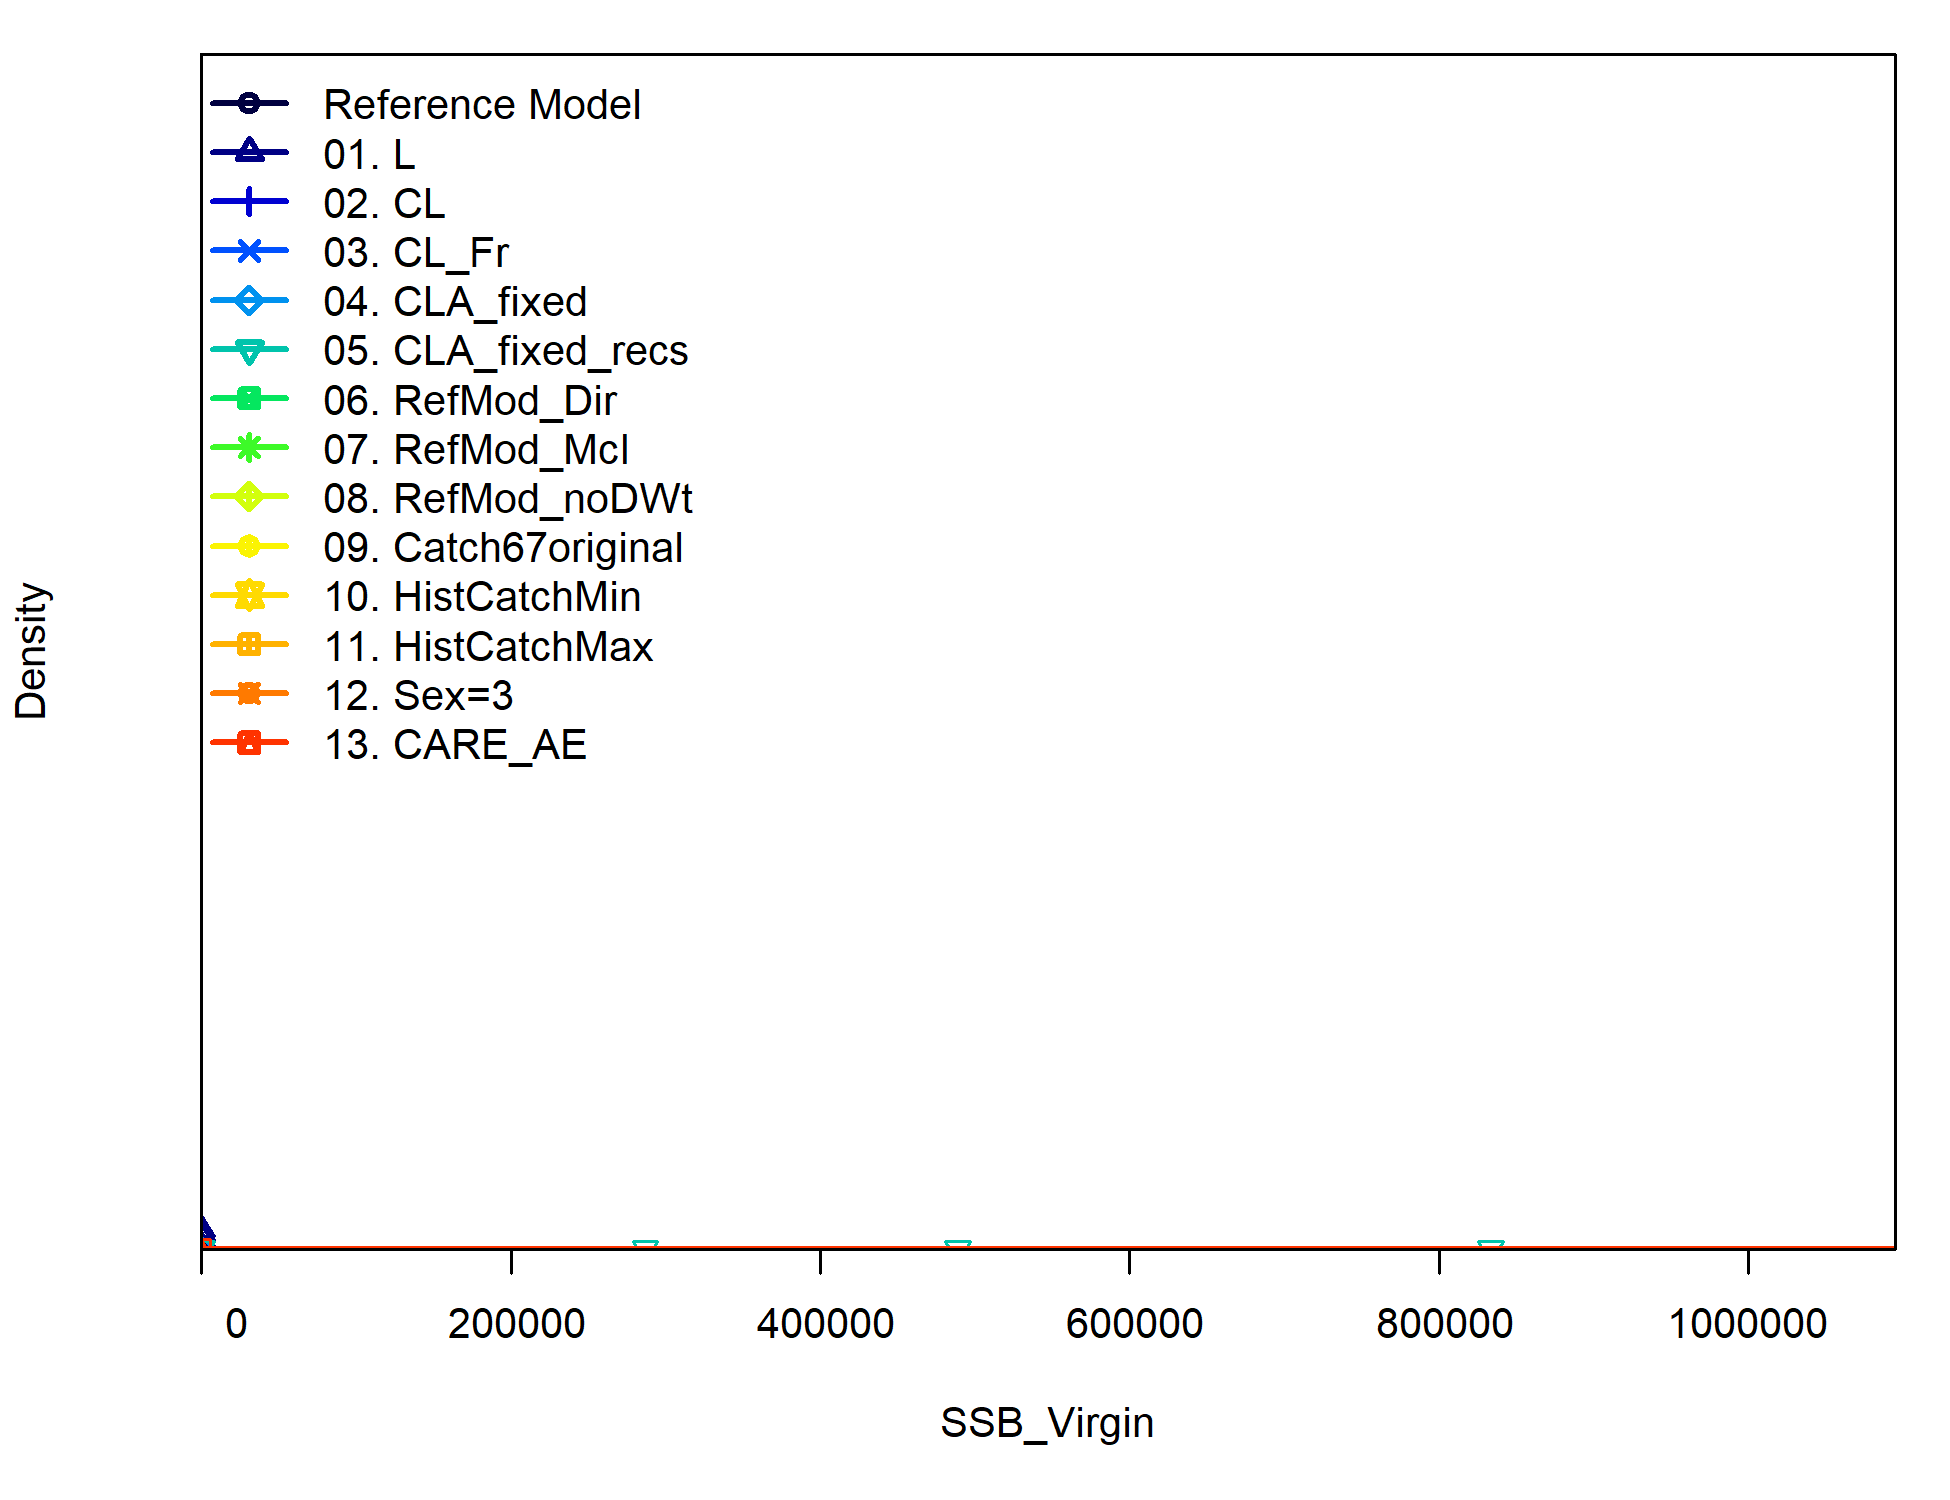 Reference Model
01. L
02. CL
03. CL_Fr
04. CLA_fixed
05. CLA_fixed_recs
06. RefMod_Dir
07. RefMod_McI
08. RefMod_noDWt
09. Catch67original
10. HistCatchMin
11. HistCatchMax
12. Sex=3
13. CARE_AE
Density
0 200000 400000 600000 800000 1000000
SSB_Virgin